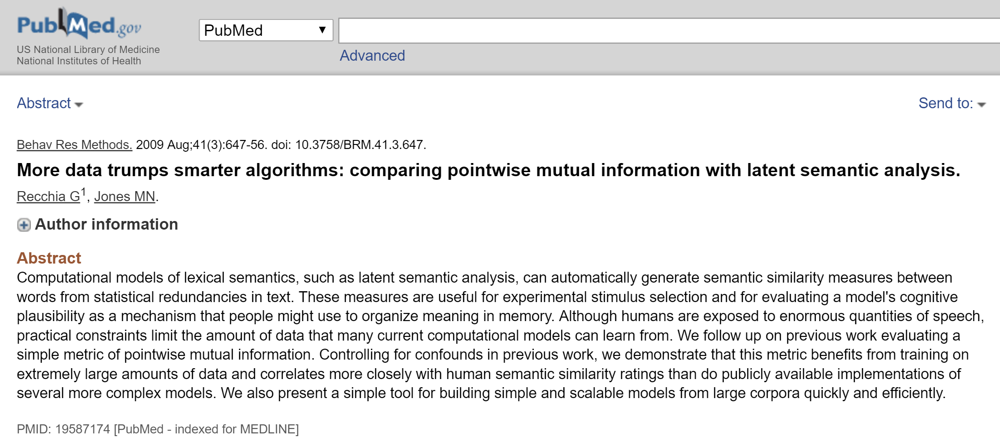 PubMed.gov
US National Library of Medicine
National Institutes of Health
PubMed
Advanced
Abstract
Send to:
Behav Res Methods. 2009 Aug;41(3):647-56. doi: 10.3758/BRM.41.3.647.
More data trumps smarter algorithms: comparing pointwise mutual information with latent semantic analysis.
Recchia G1, Jones MN.
Author information
Abstract
Computational models of lexical semantics, such as latent semantic analysis, can automatically generate semantic similarity measures between
words from statistical redundancies in text. These measures are useful for experimental stimulus selection and for evaluating a model's cognitive
plausibility as a mechanism that people might use to organize meaning in memory. Although humans are exposed to enormous quantities of speech,
practical constraints limit the amount of data that many current computational models can learn from. We follow up on previous work evaluating a
simple metric of pointwise mutual information. Controlling for confounds in previous work, we demonstrate that this metric benefits from training on
extremely large amounts of data and correlates more closely with human semantic similarity ratings than do publicly available implementations of
several more complex models. We also present a simple tool for building simple and scalable models from large corpora quickly and efficiently.
PMID: 19587174 [PubMed - indexed for MEDLINE]